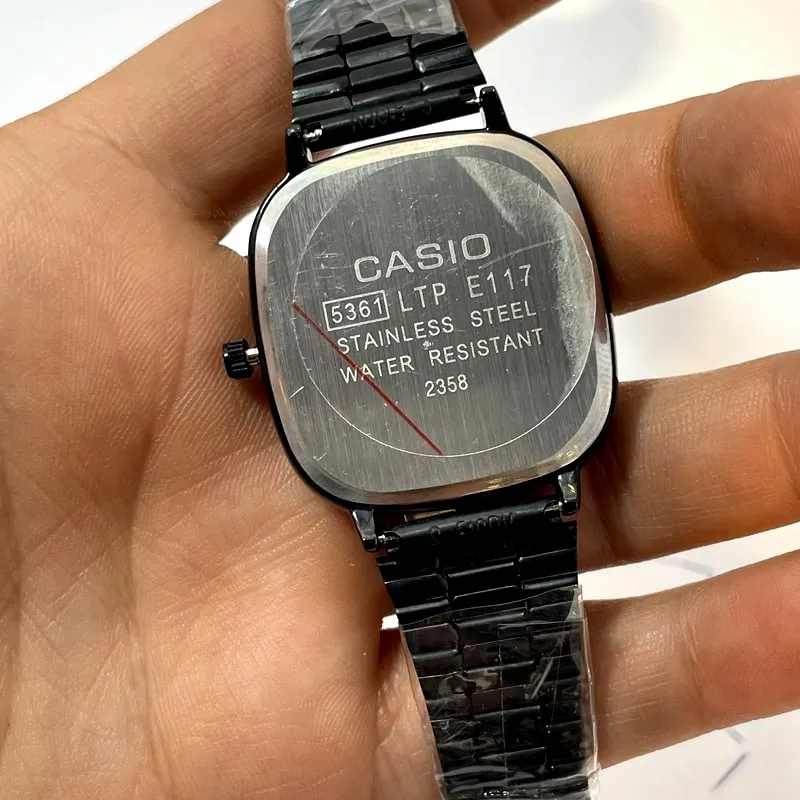 CASIO
5361 LTP E117
STAINLESS STEEL
WATER RESISTANT
2358